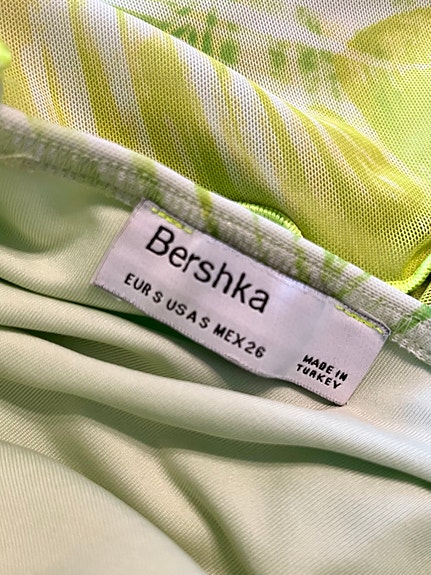 Bershka
EUR S USA S MEX 26
MADE IN
TURKEY